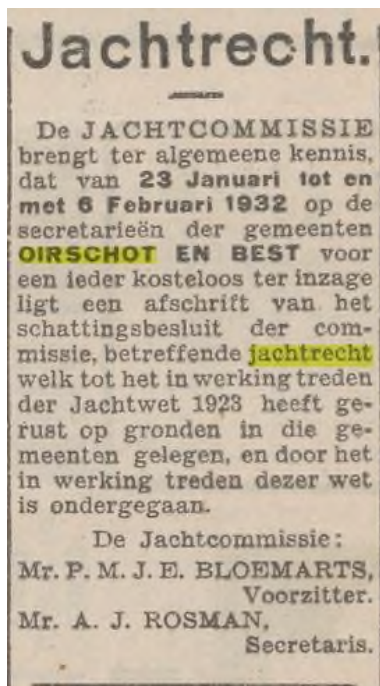 Jachtrecht.
De JACHTCOMMISSIE
brengt ter algemeene kennis,
dat van 23 Januari tot en
met 6 Februari 1932 op de
secretarieën der gemeenten
OIRSCHOT EN BEST voor
een ieder kosteloos ter inzage
ligt een afschrift van het
schattingsbesluit der com-
missie, betreffende jachtrecht
welk tot het in werking treden
der Jachtwet 1923 heeft ge-
rust op gronden in die ge-
meenten gelegen, en door het
in werking treden dezer wet
is ondergegaan.
De Jachtcommissie:
Mr. P. M. J. E. BLOEMARTS,
Voorzitter.
Mr. A. J. ROSMAN,
Secretaris.